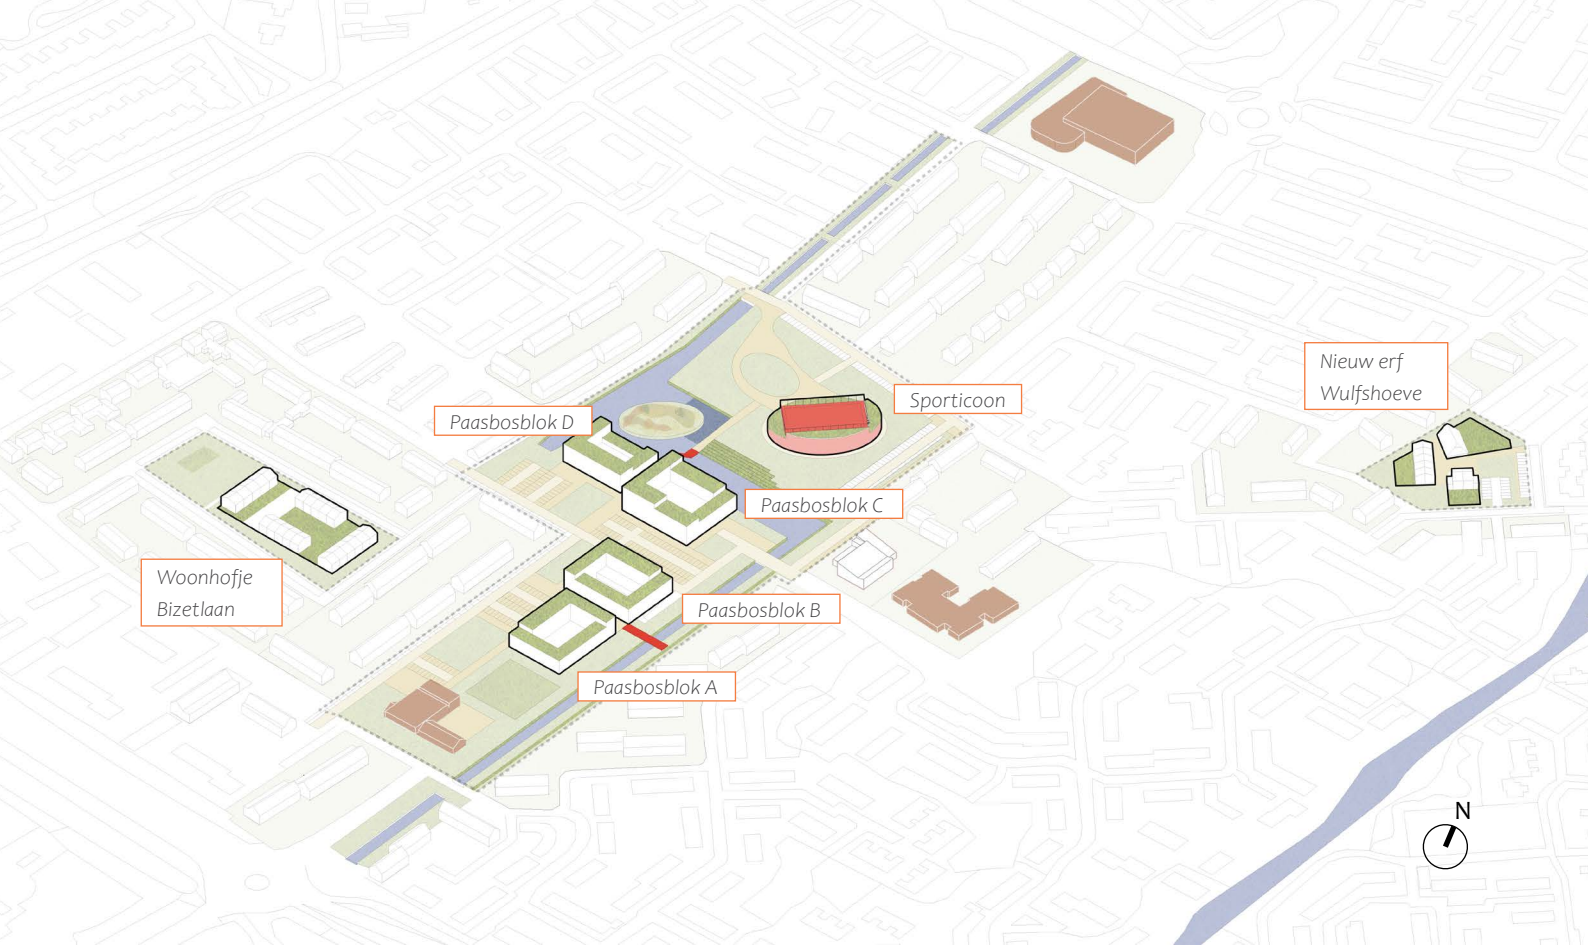 Nieuw erf
Wulfshoeve
Sporticoon
Paasbosblok D
Paasbosblok C
Woonhofje
Bizetlaan
Paasbosblok B
Paasbosblok A
N